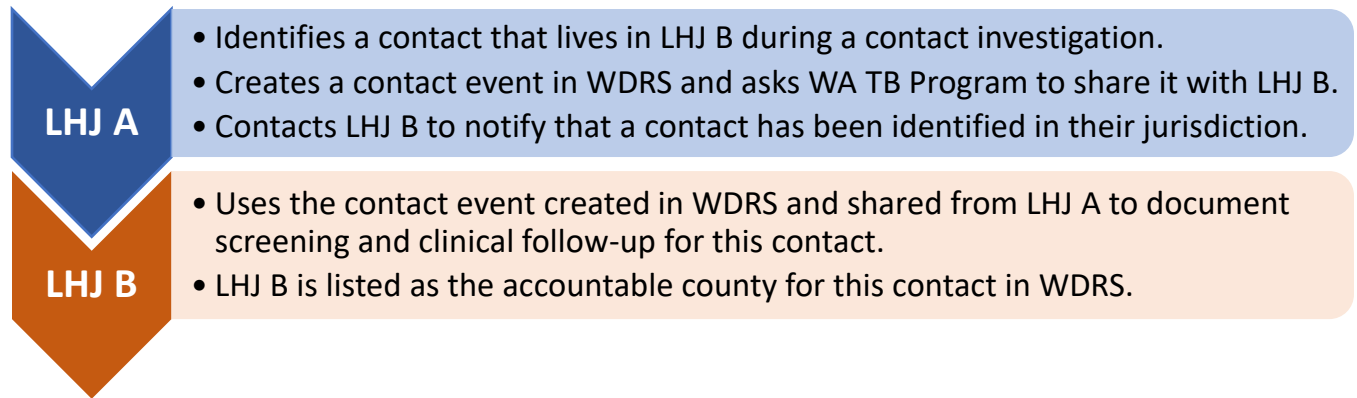 LHJ A
• Identifies a contact that lives in LHJ B during a contact investigation.
• Creates a contact event in WDRS and asks WA TB Program to share it with LHJ B.
• Contacts LHJ B to notify that a contact has been identified in their jurisdiction.
LHJ B
• Uses the contact event created in WDRS and shared from LHJ A to document
screening and clinical follow-up for this contact.
• LHJ B is listed as the accountable county for this contact in WDRS.